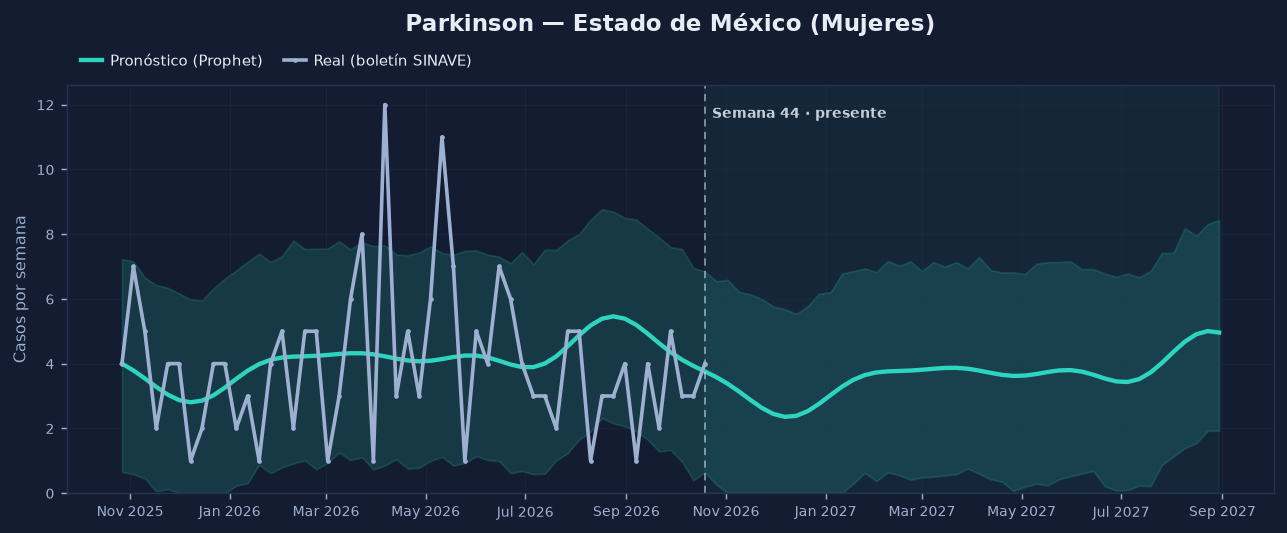 Parkinson — Estado de México (Mujeres)
Pronóstico (Prophet)
Real (boletín SINAVE)
Semana 44 · presente
Casos por semana
12
10
8
6
4
2
0
Nov 2025
Jan 2026
Mar 2026
May 2026
Jul 2026
Sep 2026
Nov 2026
Jan 2027
Mar 2027
May 2027
Jul 2027
Sep 2027